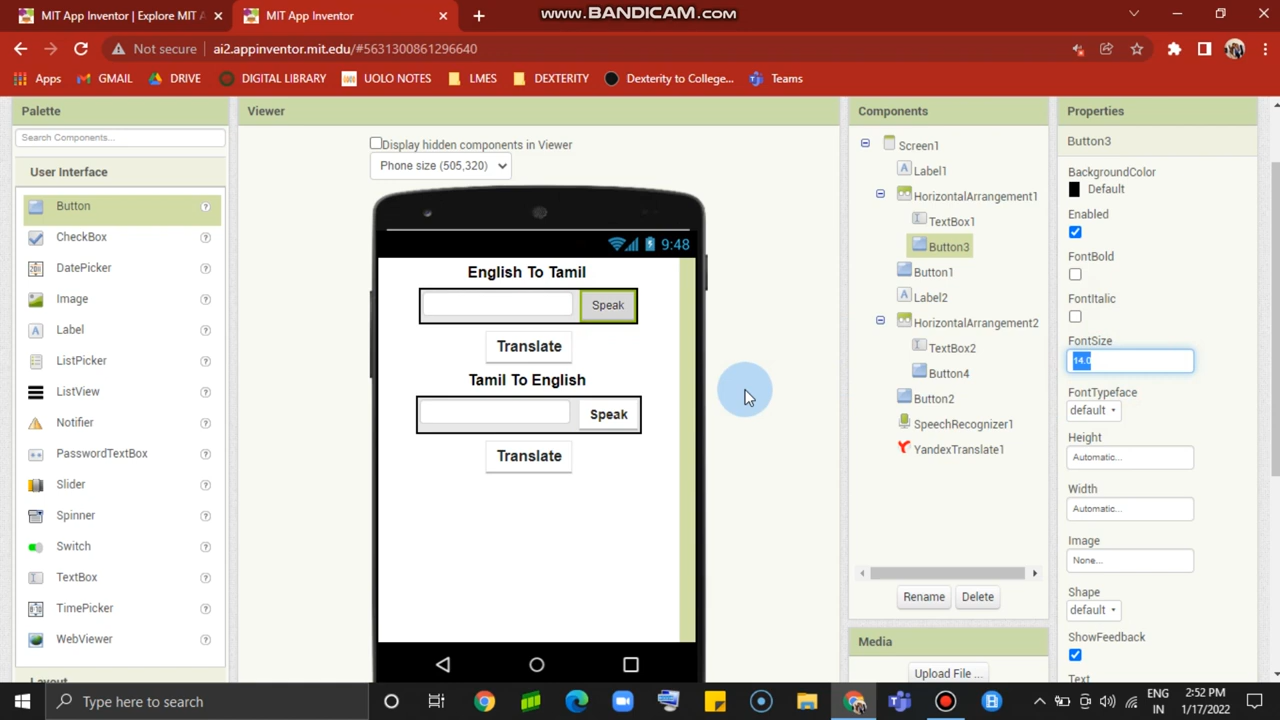 www.BANDICAM.com
MIT App Inventor | Explore MIT A
MIT App Inventor
Not secure
ai2.appinventor.mit.edu/#5631300861296640
Apps
GMAIL
DRIVE
DIGITAL LIBRARY
UOLO NOTES
LMES
DEXTERITY
Dexterity to College...
Teams
Palette
Search Components...
User Interface
Button
CheckBox
DatePicker
Image
Label
ListPicker
ListView
Notifier
PasswordTextBox
Slider
Spinner
Switch
TextBox
TimePicker
WebViewer
Layout
Viewer
Display hidden components in Viewer
Phone size (505,320)
9:48
English To Tamil
Speak
Translate
Tamil To English
Speak
Translate
Components
Screen1
Label1
HorizontalArrangement1
TextBox1
Button3
Button1
Label2
HorizontalArrangement2
TextBox2
Button4
Button2
SpeechRecognizer1
YandexTranslate1
Rename
Delete
Media
Upload File ...
Properties
Button3
BackgroundColor
Default
Enabled
FontBold
FontItalic
FontSize
14.0
FontTypeface
default
Height
Automatic...
Width
Automatic...
Image
None...
Shape
default
ShowFeedback
Text
Type here to search
ENG
IN
2:52 PM
1/17/2022